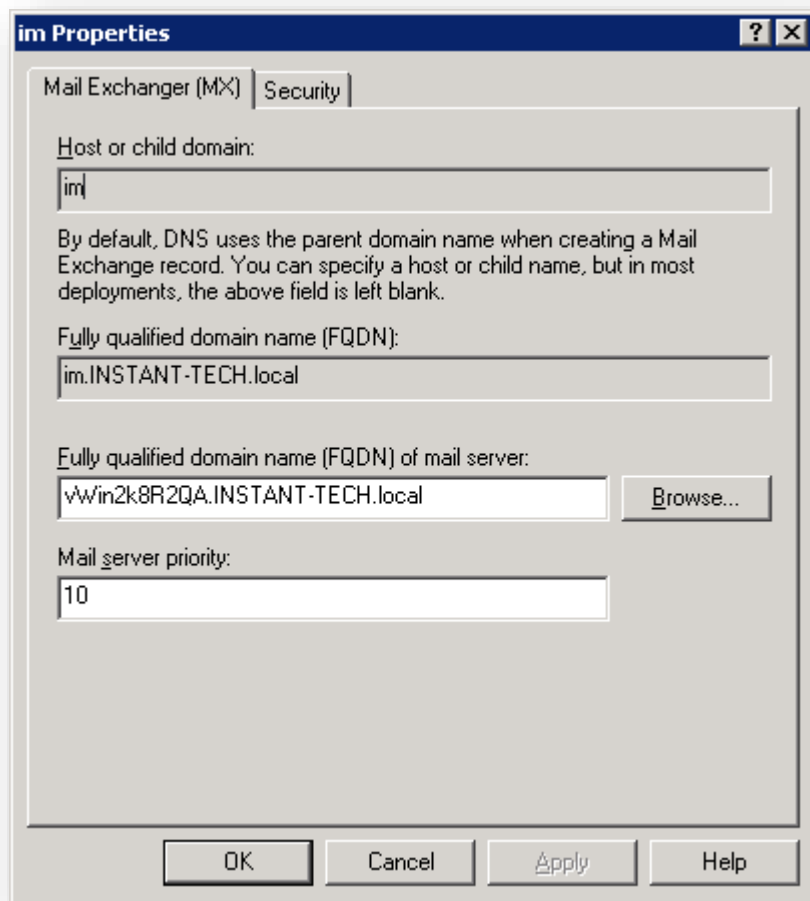 im Properties
Mail Exchanger (MX)
Security
Host or child domain:
im
By default, DNS uses the parent domain name when creating a Mail
Exchange record. You can specify a host or child name, but in most
deployments, the above field is left blank.
Fully qualified domain name (FQDN):
im.INSTANT-TECH.local
Fully qualified domain name (FQDN) of mail server:
vWin2k8R2QA.INSTANT-TECH.local
Browse...
Mail server priority:
10
OK
Cancel
Apply
Help